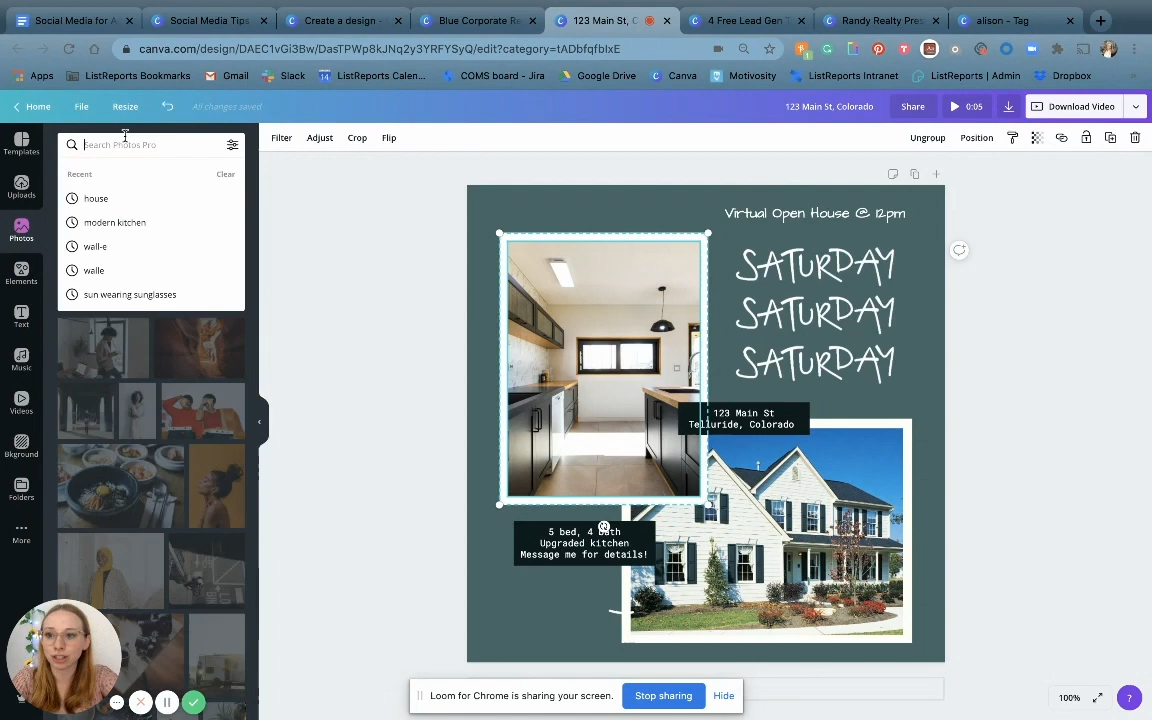 Social Media for A
Social Media Tips
Create a design -
Blue Corporate Re
123 Main St, C
4 Free Lead Gen T
Randy Realty Pres
alison - Tag
canva.com/design/DAEC1vGi3Bw/DasTPWp8kJNq2y3YRFYSyQ/edit?category=tADbfqfbIxE
Apps
ListReports Bookmarks
Gmail
Slack
ListReports Calen...
COMS board - Jira
Google Drive
Canva
Motivosity
ListReports Intranet
ListReports | Admin
Dropbox
Home
File
Resize
All changes saved
123 Main St, Colorado
Share
0:05
Download Video
Templates
Uploads
Photos
Elements
Text
Music
Videos
Bkground
Folders
More
Search Photos Pro
Recent
Clear
house
modern kitchen
wall-e
walle
sun wearing sunglasses
Filter
Adjust
Crop
Flip
Ungroup
Position
Virtual Open House @ 12pm
SATURDAY
SATURDAY
SATURDAY
123 Main St
Telluride, Colorado
5 bed, 4 bath
Upgraded kitchen
Message me for details!
Loom for Chrome is sharing your screen.
Stop sharing
Hide
100%
?